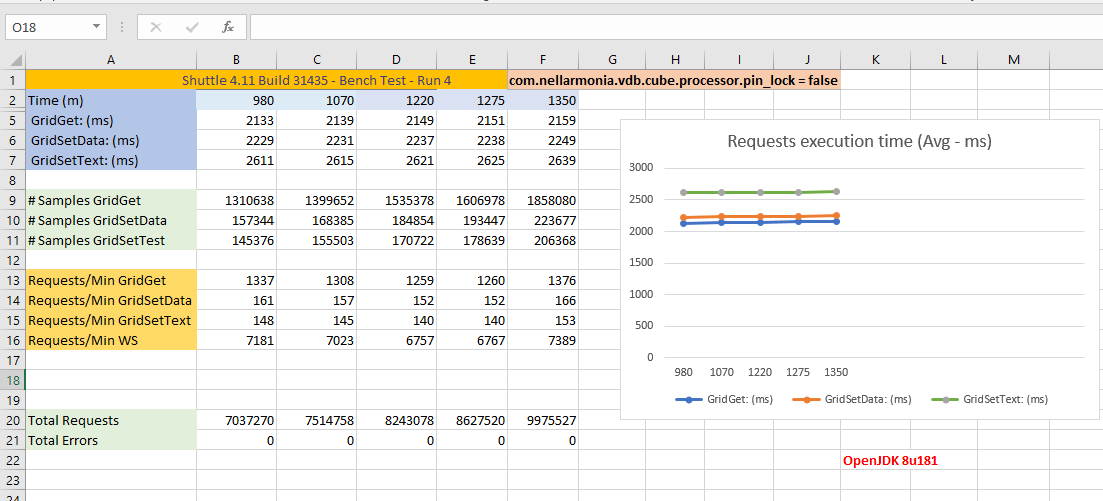 O18
fx
A B C D E F G H I J K L M
1 Shuttle 4.11 Build 31435 - Bench Test - Run 4 com.nellarmonia.vdb.cube.processor.pin_lock = false
2 Time (m) 980 1070 1220 1275 1350
5 GridGet: (ms) 2133 2139 2149 2151 2159
6 GridSetData: (ms) 2229 2231 2237 2238 2249
7 GridSetText: (ms) 2611 2615 2621 2625 2639
8
9 # Samples GridGet 1310638 1399652 1535378 1606978 1858080
10 # Samples GridSetData 157344 168385 184854 193447 223677
11 # Samples GridSetTest 145376 155503 170722 178639 206368
12
13 Requests/Min GridGet 1337 1308 1259 1260 1376
14 Requests/Min GridSetData 161 157 152 152 166
15 Requests/Min GridSetText 148 145 140 140 153
16 Requests/Min WS 7181 7023 6757 6767 7389
17
18
19
20 Total Requests 7037270 7514758 8243078 8627520 9975527
21 Total Errors 0 0 0 0 0
22 OpenJDK 8u181
23
Requests execution time (Avg - ms)
3000
2500
2000
1500
1000
500
0
980 1070 1220 1275 1350
GridGet: (ms) GridSetData: (ms) GridSetText: (ms)